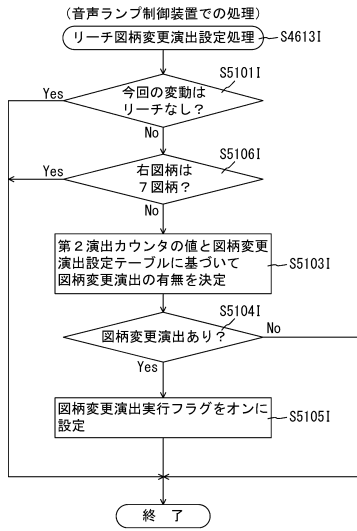 （音声ランプ制御装置での処理）
リーチ図柄変更演出設定処理
S4613I
S5101I
今回の変動は
リーチなし？
Yes
No
S5106I
右図柄は
７図柄？
Yes
No
第２演出カウンタの値と図柄変更
演出設定テーブルに基づいて
図柄変更演出の有無を決定
S5103I
S5104I
図柄変更演出あり？
No
Yes
図柄変更演出実行フラグをオンに
設定
S5105I
終 了